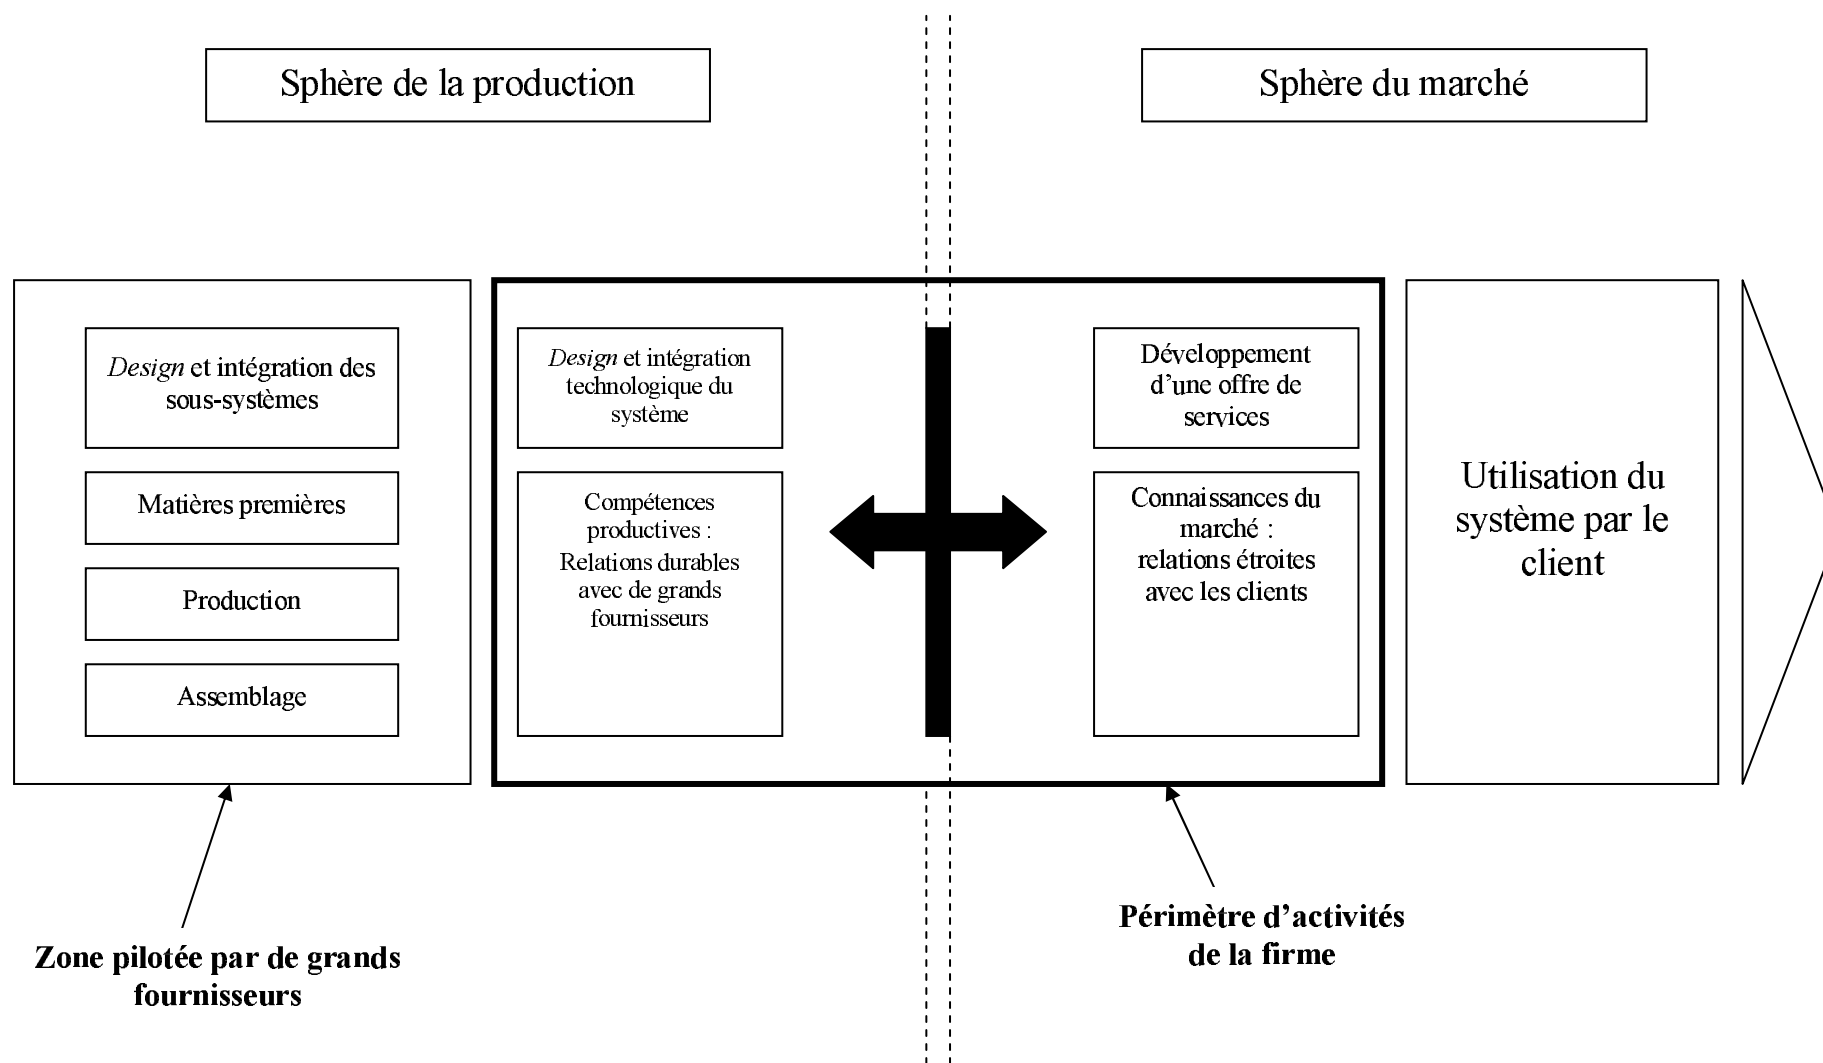 Sphère de la production
Sphère du marché
Design et intégration des
sous-systèmes
Matières premières
Production
Assemblage
Design et intégration
technologique du
système
Compétences
productives :
Relations durables
avec de grands
fournisseurs
Développement
d’une offre de
services
Connaissances du
marché :
relations étroites
avec les clients
Utilisation du
système par le
client
Zone pilotée par de grands
fournisseurs
Périmètre d’activités
de la firme